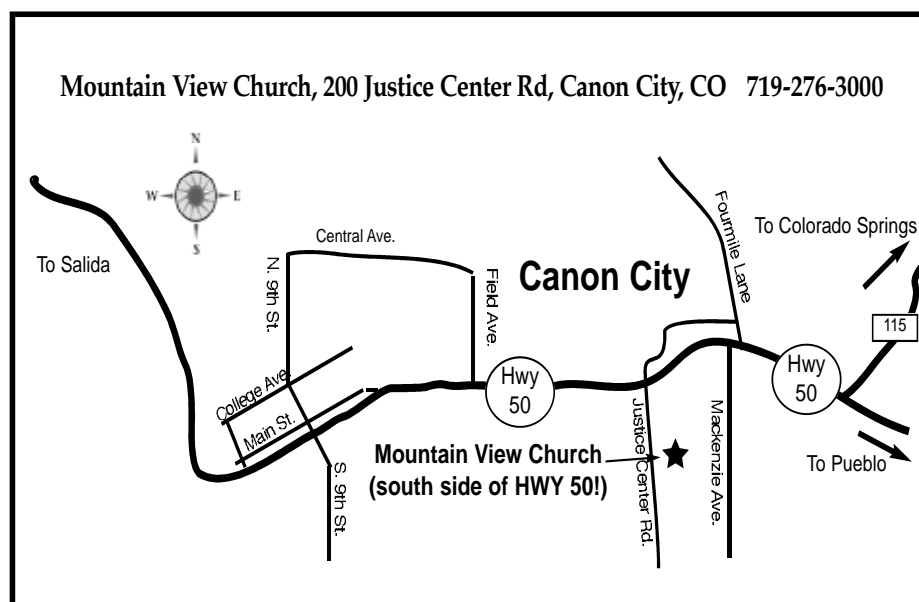 Mountain View Church, 200 Justice Center Rd, Canon City, CO 719-276-3000
N
W
E
S
To Salida
N. 9th St.
Central Ave.
Field Ave.
Canon City
Fourmile Lane
To Colorado Springs
115
College Ave.
Main St.
S. 9th St.
Hwy
50
Hwy
50
Mountain View Church
(south side of HWY 50!)
Justice Center Rd.
Mackenzie Ave.
To Pueblo